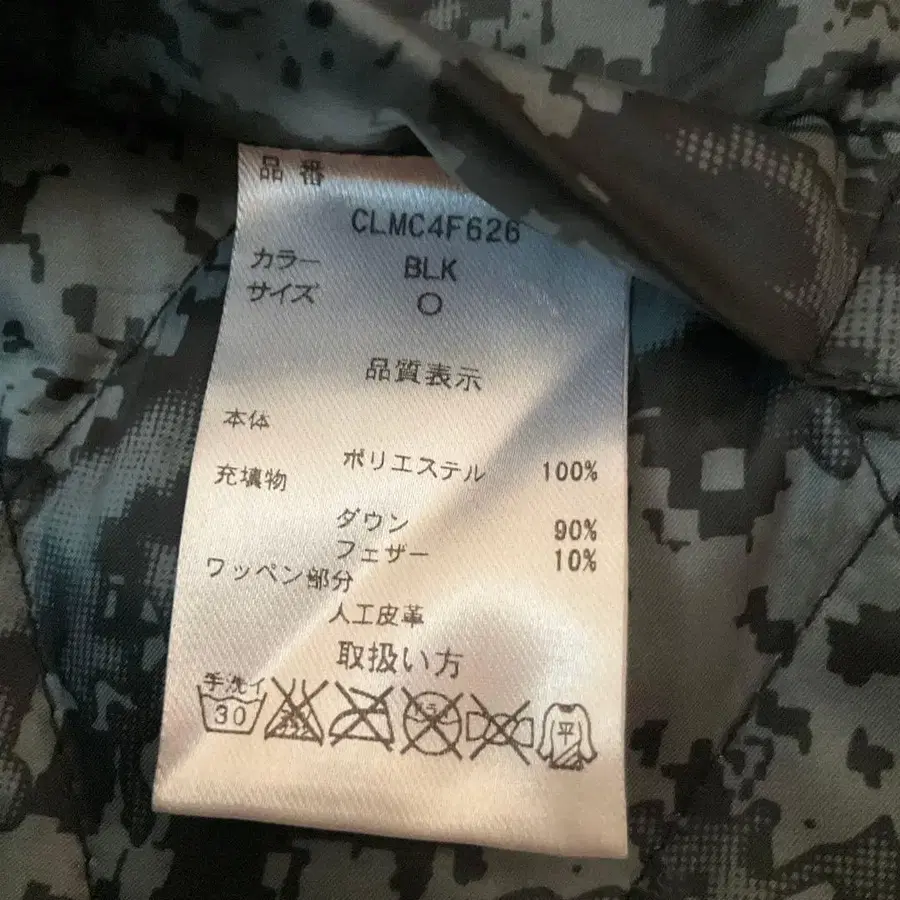 品番
CLMC4F626
カラー BLK
サイズ O
品質表示
本体
ポリエステル 100%
充填物
ダウン 90%
フェザー 10%
ワッペン部分
人工皮革
取扱い方
手洗イ
30
平